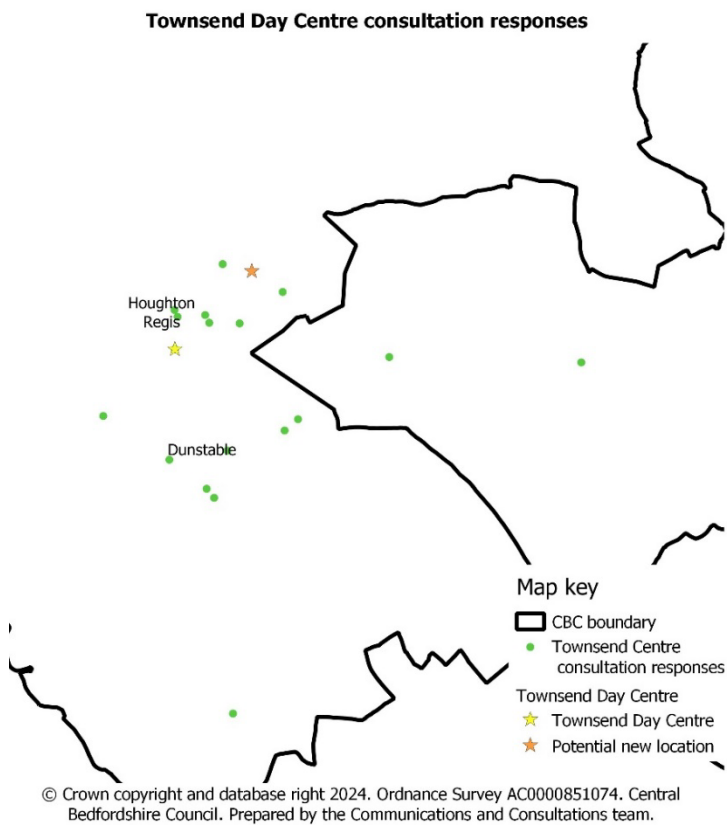 Townsend Day Centre consultation responses
Houghton
Regis
Dunstable
Map key
CBC boundary
Townsend Centre
consultation responses
Townsend Day Centre
Townsend Day Centre
Potential new location
© Crown copyright and database right 2024. Ordnance Survey AC0000851074. Central
Bedfordshire Council. Prepared by the Communications and Consultations team.